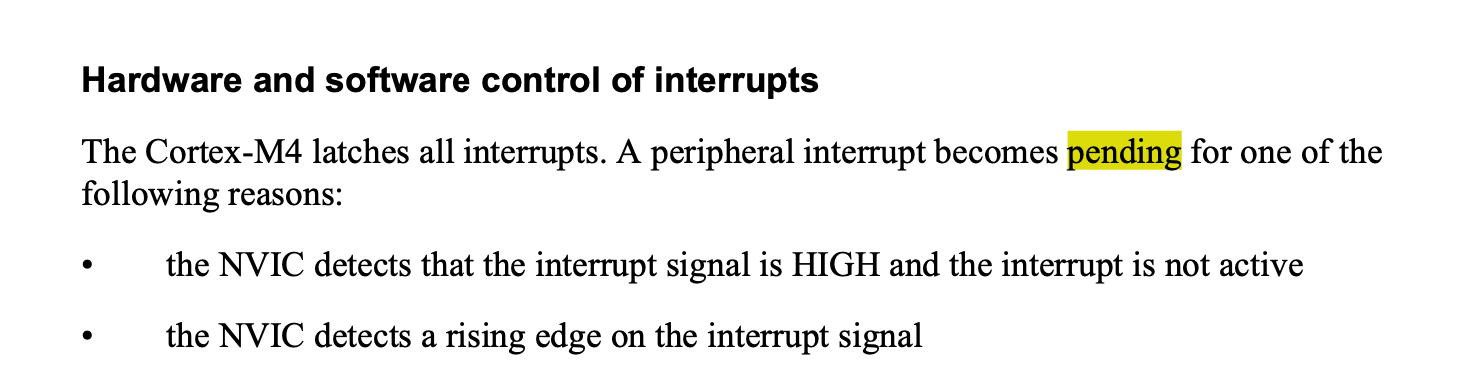 Hardware and software control of interrupts
The Cortex-M4 latches all interrupts. A peripheral interrupt becomes pending for one of the
following reasons:
• the NVIC detects that the interrupt signal is HIGH and the interrupt is not active
• the NVIC detects a rising edge on the interrupt signal